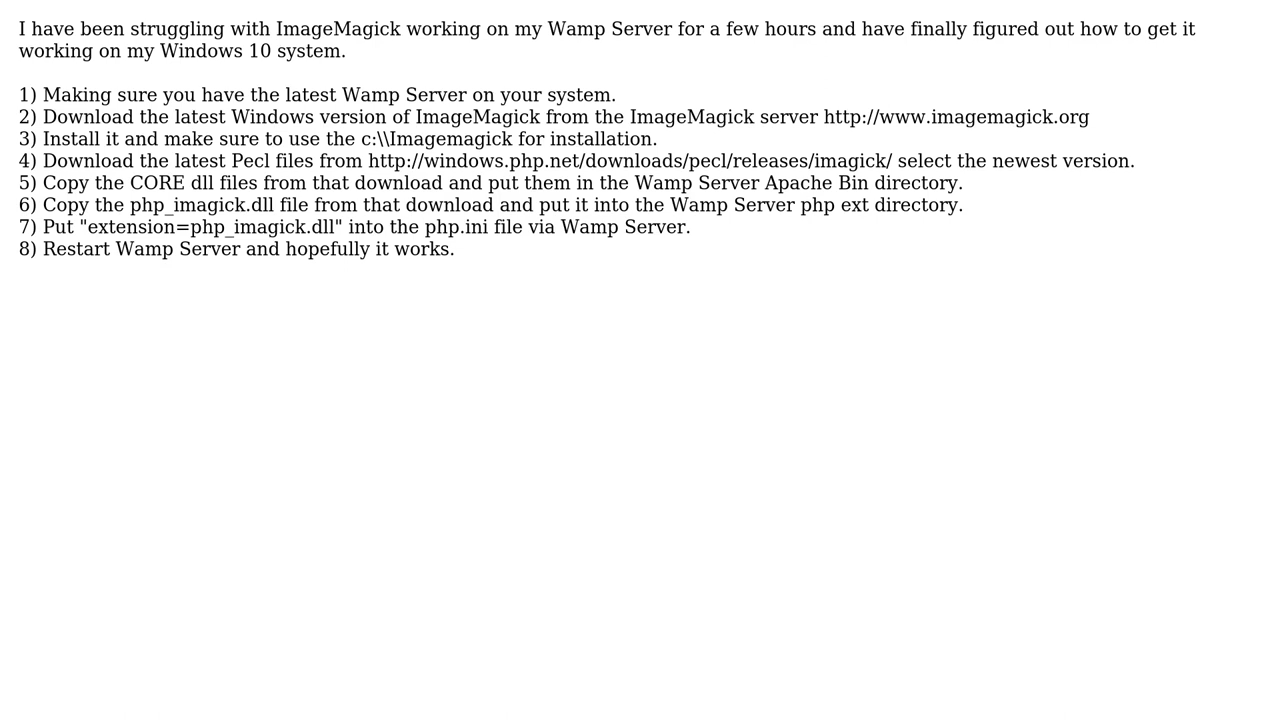 I have been struggling with ImageMagick working on my Wamp Server for a few hours and have finally figured out how to get it
working on my Windows 10 system.
1) Making sure you have the latest Wamp Server on your system.
2) Download the latest Windows version of ImageMagick from the ImageMagick server http://www.imagemagick.org
3) Install it and make sure to use the c:\\Imagemagick for installation.
4) Download the latest Pecl files from http://windows.php.net/downloads/pecl/releases/imagick/ select the newest version.
5) Copy the CORE dll files from that download and put them in the Wamp Server Apache Bin directory.
6) Copy the php_imagick.dll file from that download and put it into the Wamp Server php ext directory.
7) Put "extension=php_imagick.dll" into the php.ini file via Wamp Server.
8) Restart Wamp Server and hopefully it works.